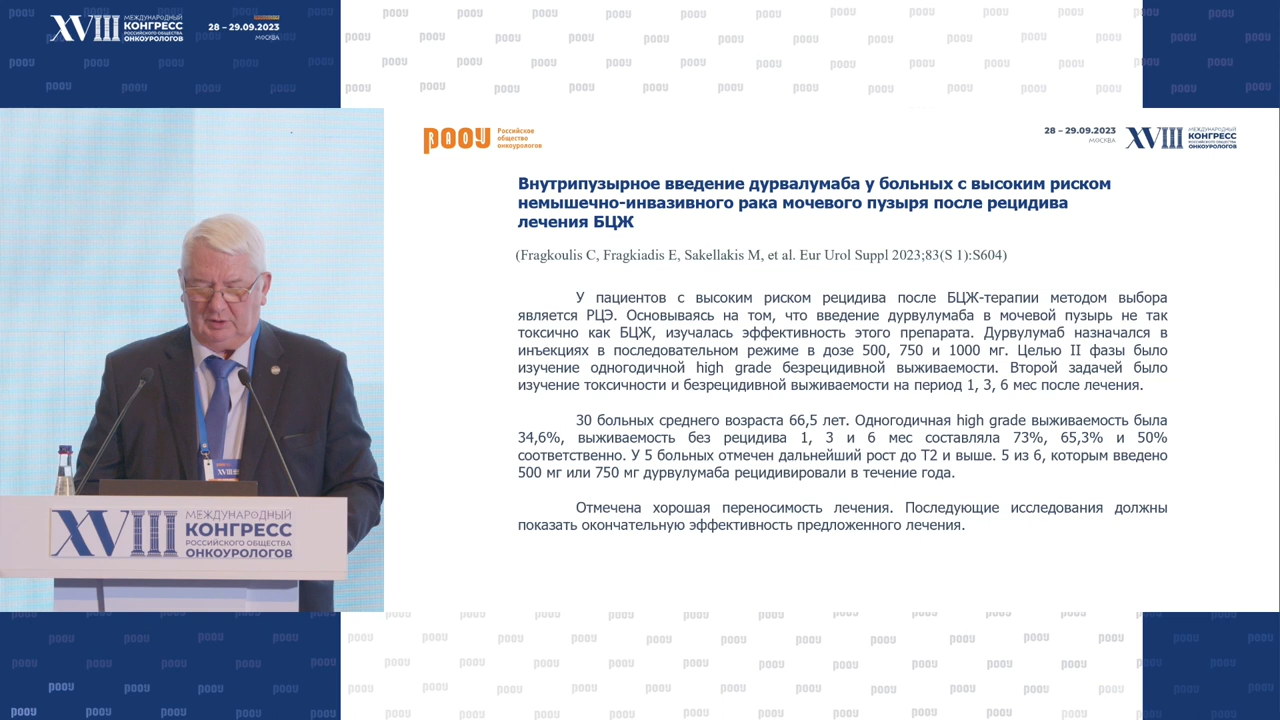 XVIII МЕЖДУНАРОДНЫЙ
КОНГРЕСС
РОССИЙСКОГО ОБЩЕСТВА
ОНКОУРОЛОГОВ
28 – 29.09.2023
МОСКВА
РООУ Российское
общество
онкоурологов
28 – 29.09.2023
МОСКВА
XVIII МЕЖДУНАРОДНЫЙ
КОНГРЕСС
РОССИЙСКОГО ОБЩЕСТВА
ОНКОУРОЛОГОВ
Внутрипузырное введение дурвалумаба у больных с высоким риском
немышечно-инвазивного рака мочевого пузыря после рецидива
лечения БЦЖ
(Fragkoulis C, Fragkiadis E, Sakellakis M, et al. Eur Urol Suppl 2023;83(S 1):S604)
У пациентов с высоким риском рецидива после БЦЖ-терапии методом выбора
является РЦЭ. Основываясь на том, что введение дурвулумаба в мочевой пузырь не так
токсично как БЦЖ, изучалась эффективность этого препарата. Дурвулумаб назначался в
инъекциях в последовательном режиме в дозе 500, 750 и 1000 мг. Целью II фазы было
изучение одногодичной high grade безрецидивной выживаемости. Второй задачей было
изучение токсичности и безрецидивной выживаемости на период 1, 3, 6 мес после лечения.
30 больных среднего возраста 66,5 лет. Одногодичная high grade выживаемость была
34,6%, выживаемость без рецидива 1, 3 и 6 мес составляла 73%, 65,3% и 50%
соответственно. У 5 больных отмечен дальнейший рост до Т2 и выше. 5 из 6, которым введено
500 мг или 750 мг дурвулумаба рецидивировали в течение года.
Отмечена хорошая переносимость лечения. Последующие исследования должны
показать окончательную эффективность предложенного лечения.
XVIII МЕЖДУНАРОДНЫЙ
КОНГРЕСС
РОССИЙСКОГО ОБЩЕСТВА
ОНКОУРОЛОГОВ